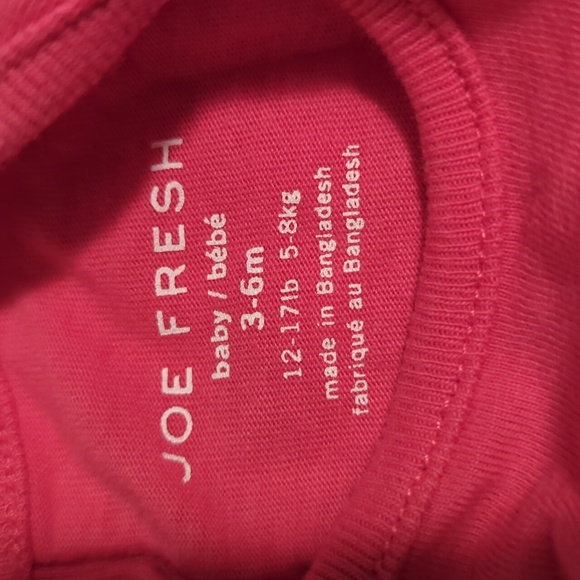 JOE FRESH
baby / bébé
3-6m
12-17lb 5-8kg
made in Bangladesh
fabriqué au Bangladesh